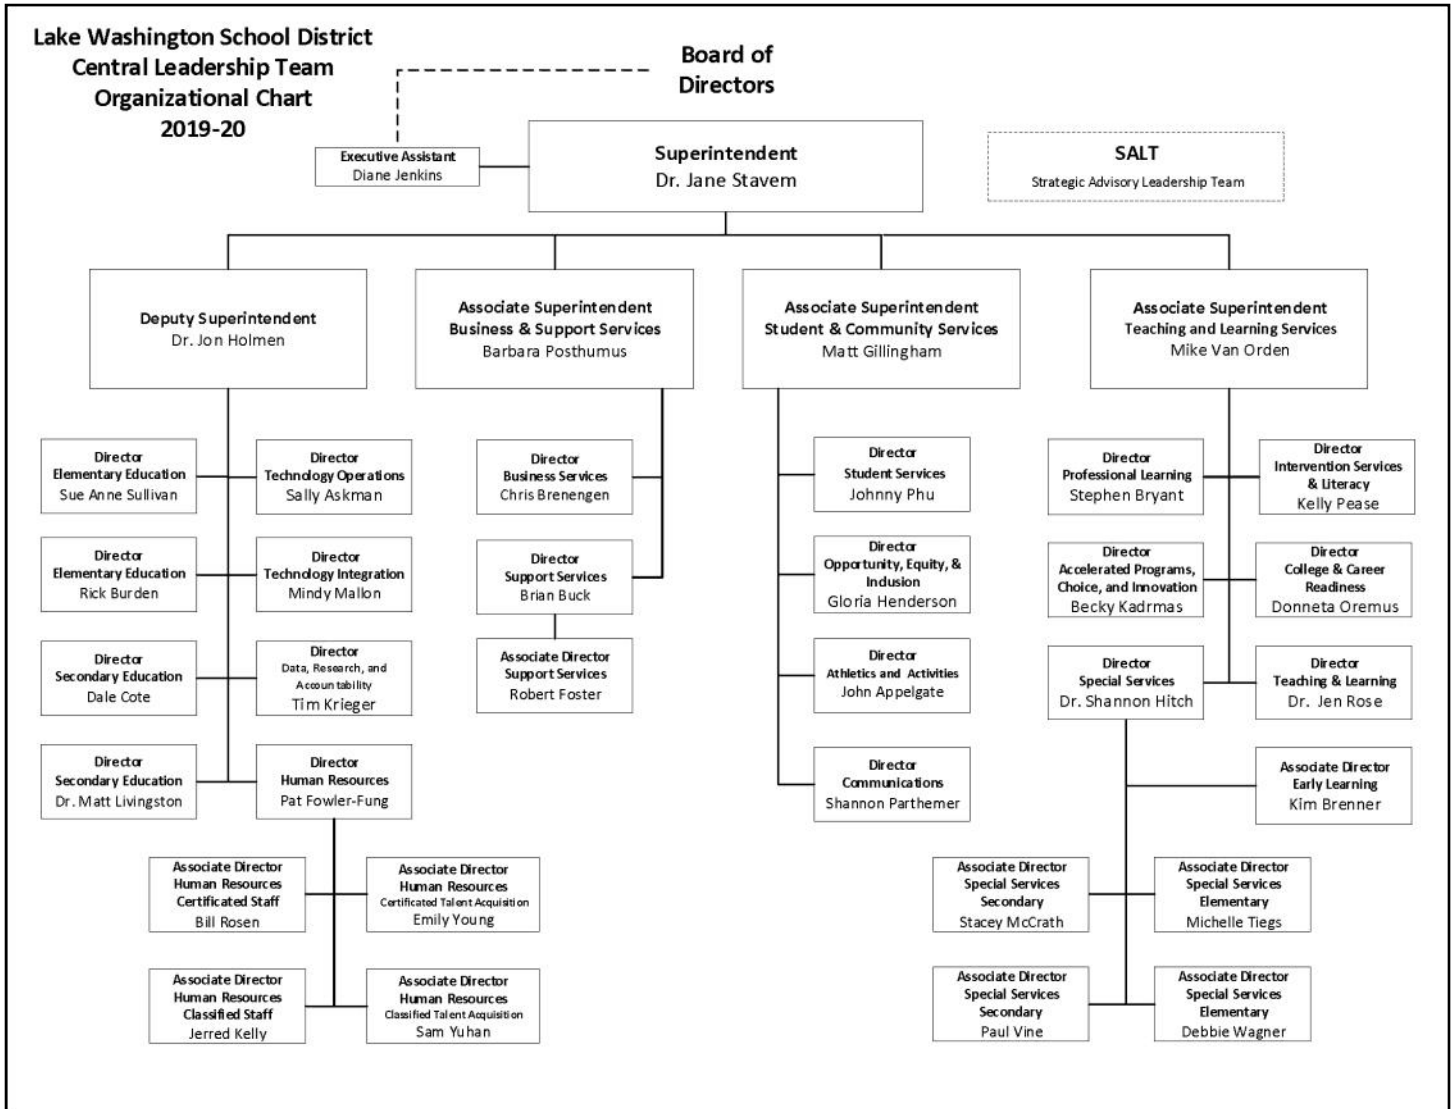 Lake Washington School District
Central Leadership Team
Organizational Chart
2019-20
Board of
Directors
Executive Assistant
Diane Jenkins
Superintendent
Dr. Jane Stavem
SALT
Strategic Advisory Leadership Team
Deputy Superintendent
Dr. Jon Holmen
Associate Superintendent
Business & Support Services
Barbara Posthumus
Associate Superintendent
Student & Community Services
Matt Gillingham
Associate Superintendent
Teaching and Learning Services
Mike Van Orden
Director
Elementary Education
Sue Anne Sullivan
Director
Technology Operations
Sally Askman
Director
Business Services
Chris Brenengen
Director
Student Services
Johnny Phu
Director
Professional Learning
Stephen Bryant
Director
Intervention Services
& Literacy
Kelly Pease
Director
Elementary Education
Rick Burden
Director
Technology Integration
Mindy Mallon
Director
Support Services
Brian Buck
Director
Opportunity, Equity, &
Inclusion
Gloria Henderson
Director
Accelerated Programs,
Choice, and Innovation
Becky Kadrmas
Director
College & Career
Readiness
Donneta Oremus
Director
Secondary Education
Dale Cote
Director
Data, Research, and
Accountability
Tim Krieger
Associate Director
Support Services
Robert Foster
Director
Athletics and Activities
John Appelgate
Director
Special Services
Dr. Shannon Hitch
Director
Teaching & Learning
Dr. Jen Rose
Director
Secondary Education
Dr. Matt Livingston
Director
Human Resources
Pat Fowler-Fung
Director
Communications
Shannon Parthemer
Associate Director
Early Learning
Kim Brenner
Associate Director
Human Resources
Certificated Staff
Bill Rosen
Associate Director
Human Resources
Certificated Talent Acquisition
Emily Young
Associate Director
Special Services
Secondary
Stacey McCrath
Associate Director
Special Services
Elementary
Michelle Tiegs
Associate Director
Human Resources
Classified Staff
Jerred Kelly
Associate Director
Human Resources
Classified Talent Acquisition
Sam Yuhan
Associate Director
Special Services
Secondary
Paul Vine
Associate Director
Special Services
Elementary
Debbie Wagner